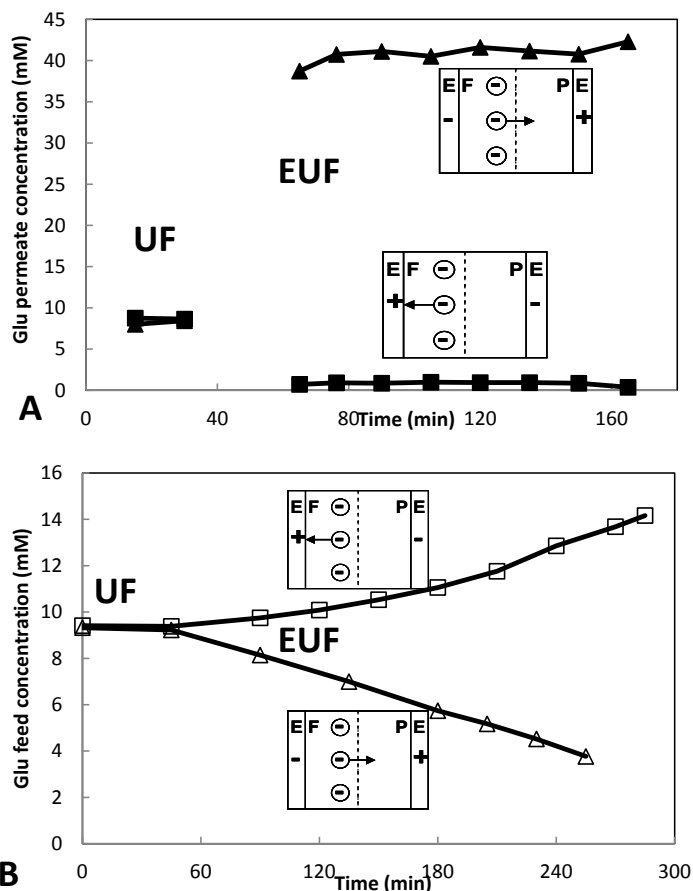 45
40
35
30
25
20
15
10
5
0
Glu permeate concentration (mM)
E F P E
- - - - +
EUF
UF
E F P E
+ - - - -
A
0 40 80 120 160
Time (min)
16
14
12
10
8
6
4
2
0
Glu feed concentration (mM)
E F P E
+ - - - -
UF
EUF
E F P E
- - - - +
B
0 60 120 180 240 300
Time (min)